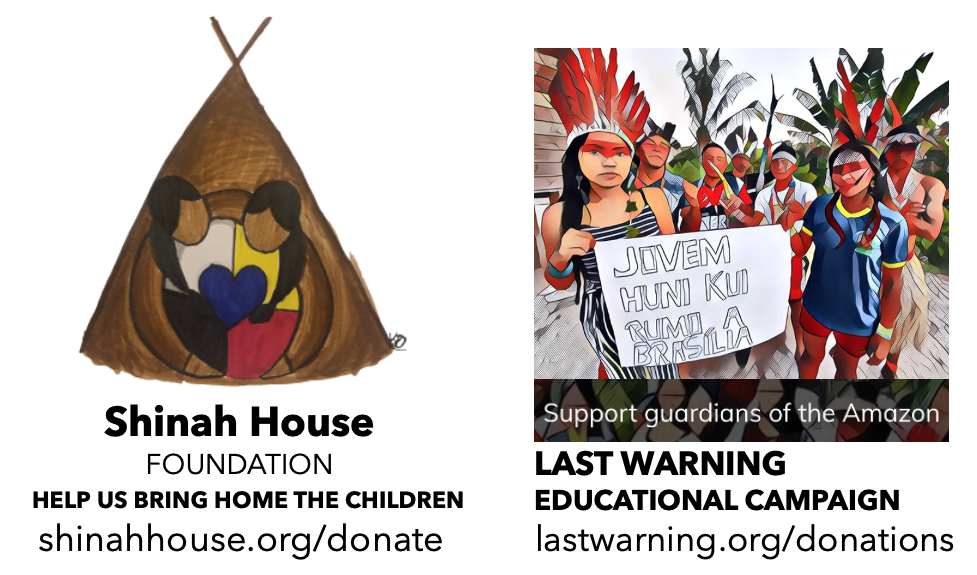 Shinah House
FOUNDATION
HELP US BRING HOME THE CHILDREN
shinahhouse.org/donate
JOVEM
HUNI KUI
RUMO A
BRASÍLIA
Support guardians of the Amazon
LAST WARNING
EDUCATIONAL CAMPAIGN
lastwarning.org/donations